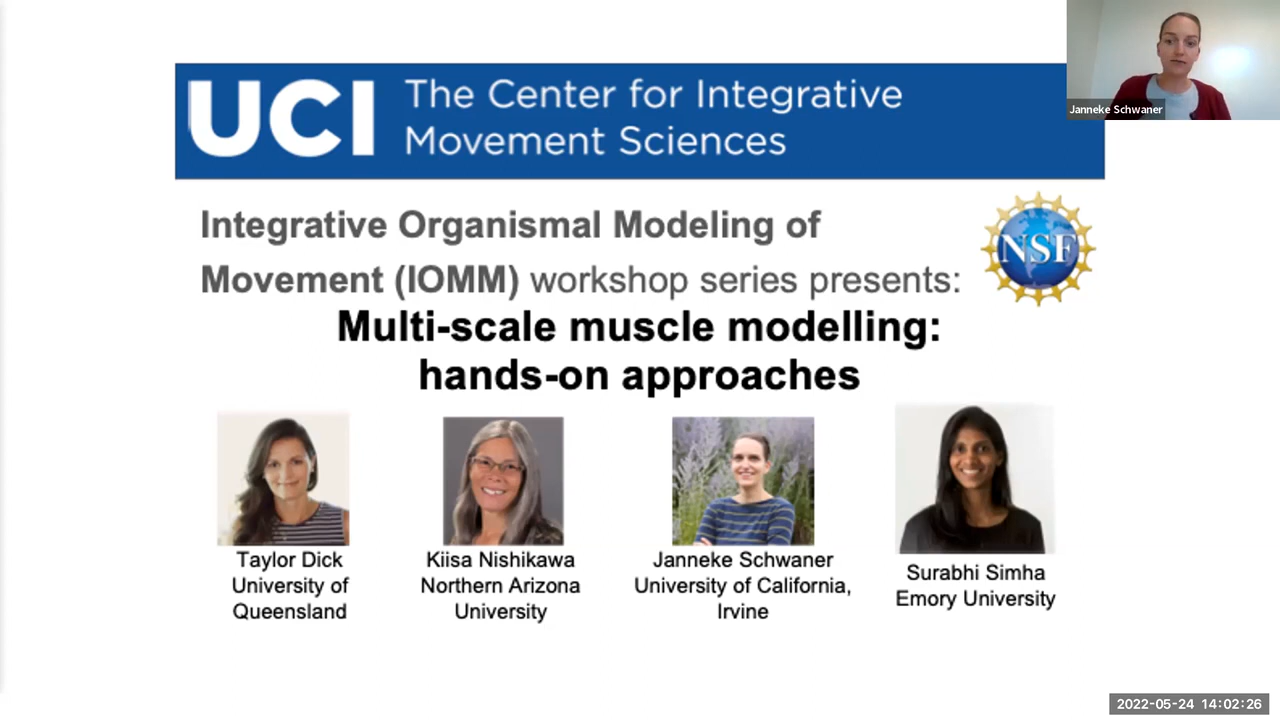 UCI The Center for Integrative
Movement Sciences
Janneke Schwaner
Integrative Organismal Modeling of
Movement (IOMM) workshop series presents:
NSF
Multi-scale muscle modelling:
hands-on approaches
Taylor Dick
University of
Queensland
Kiisa Nishikawa
Northern Arizona
University
Janneke Schwaner
University of California,
Irvine
Surabhi Simha
Emory University
2022-05-24 14:02:26